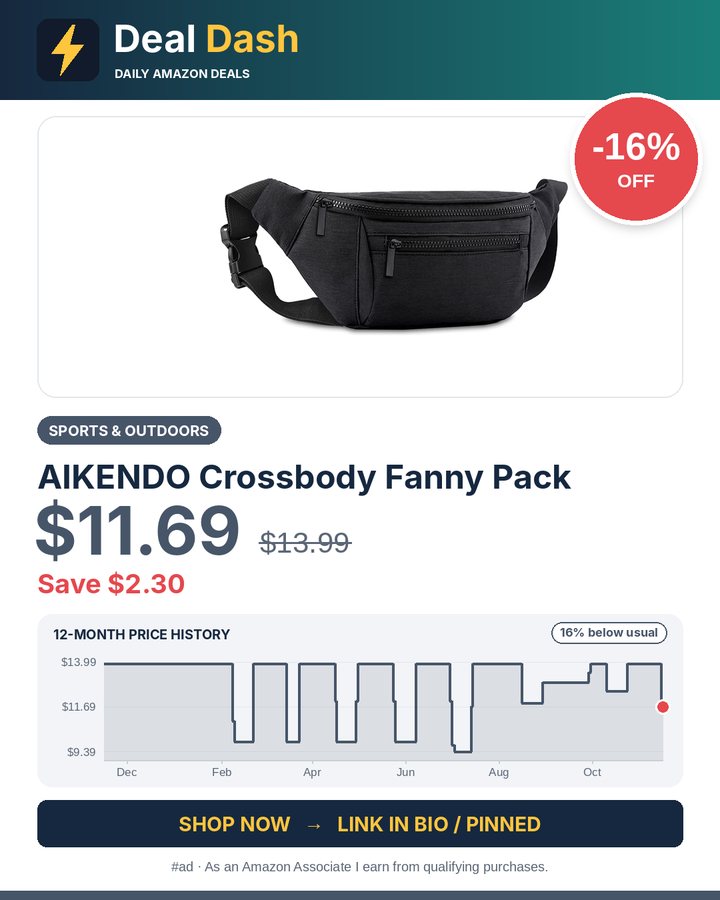 Deal Dash
DAILY AMAZON DEALS
-16%
OFF
SPORTS & OUTDOORS
AIKENDO Crossbody Fanny Pack
$11.69 $13.99
Save $2.30
12-MONTH PRICE HISTORY
16% below usual
$13.99
$11.69
$9.39
Dec Feb Apr Jun Aug Oct
SHOP NOW → LINK IN BIO / PINNED
#ad · As an Amazon Associate I earn from qualifying purchases.